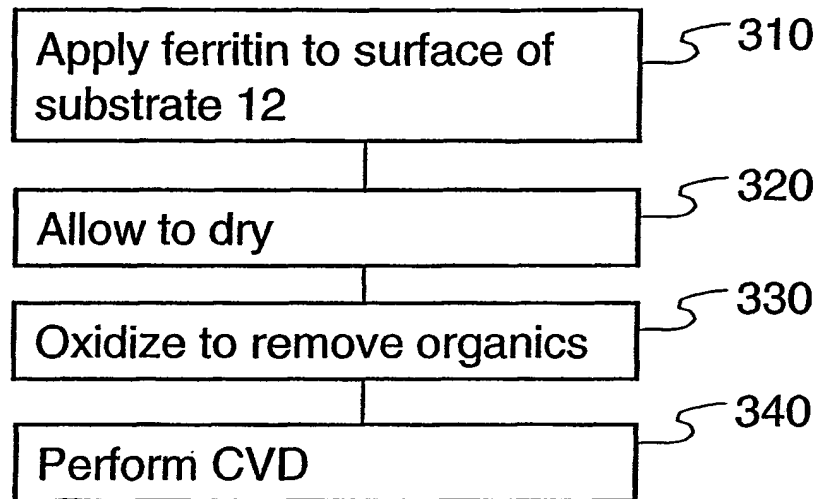 Apply ferritin to surface of
substrate 12
310
Allow to dry
320
Oxidize to remove organics
330
Perform CVD
340